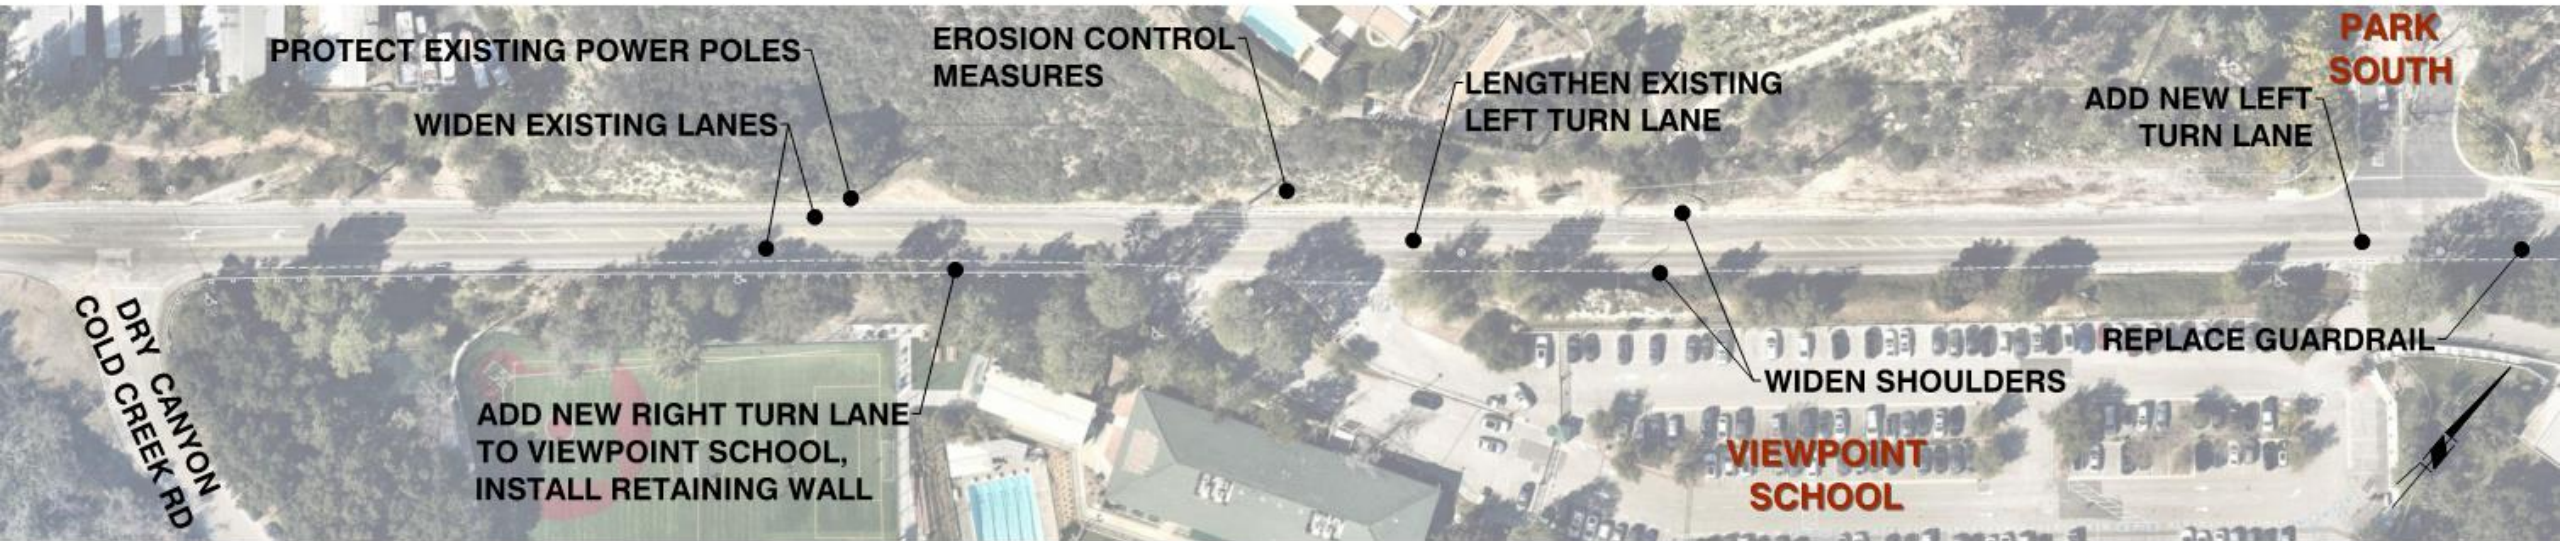 PROTECT EXISTING POWER POLES
WIDEN EXISTING LANES
EROSION CONTROL
MEASURES
LENGTHEN EXISTING
LEFT TURN LANE
PARK
SOUTH
ADD NEW LEFT
TURN LANE
DRY CANYON
COLD CREEK RD
ADD NEW RIGHT TURN LANE
TO VIEWPOINT SCHOOL,
INSTALL RETAINING WALL
REPLACE GUARDRAIL
WIDEN SHOULDERS
VIEWPOINT
SCHOOL